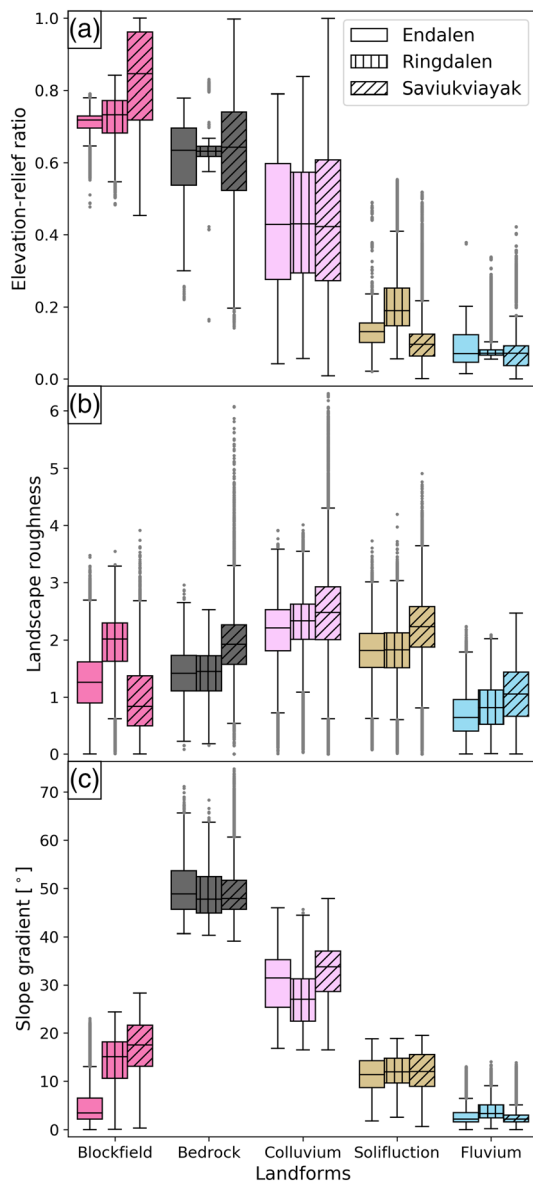 (a)
Endalen
Ringdalen
Saviukviayak
Elevation-relief ratio
1.0
0.8
0.6
0.4
0.2
0.0
(b)
Landscape roughness
6
5
4
3
2
1
0
(c)
Slope gradient [°]
70
60
50
40
30
20
10
0
Blockfield Bedrock Colluvium Solifluction Fluvium
Landforms